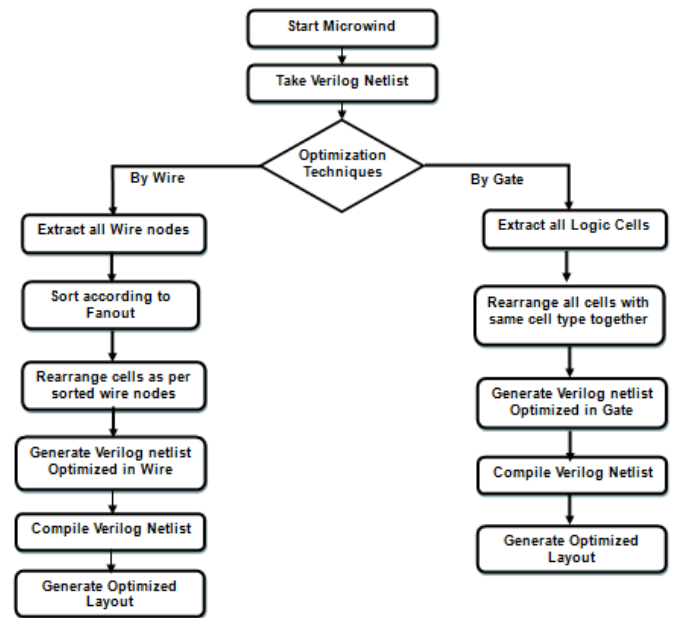 Start Microwind
Take Verilog Netlist
Optimization
Techniques
By Wire
By Gate
Extract all Wire nodes
Sort according to
Fanout
Rearrange cells as per
sorted wire nodes
Generate Verilog netlist
Optimized in Wire
Compile Verilog Netlist
Generate Optimized
Layout
Extract all Logic Cells
Rearrange all cells with
same cell type together
Generate Verilog netlist
Optimized in Gate
Compile Verilog Netlist
Generate Optimized
Layout